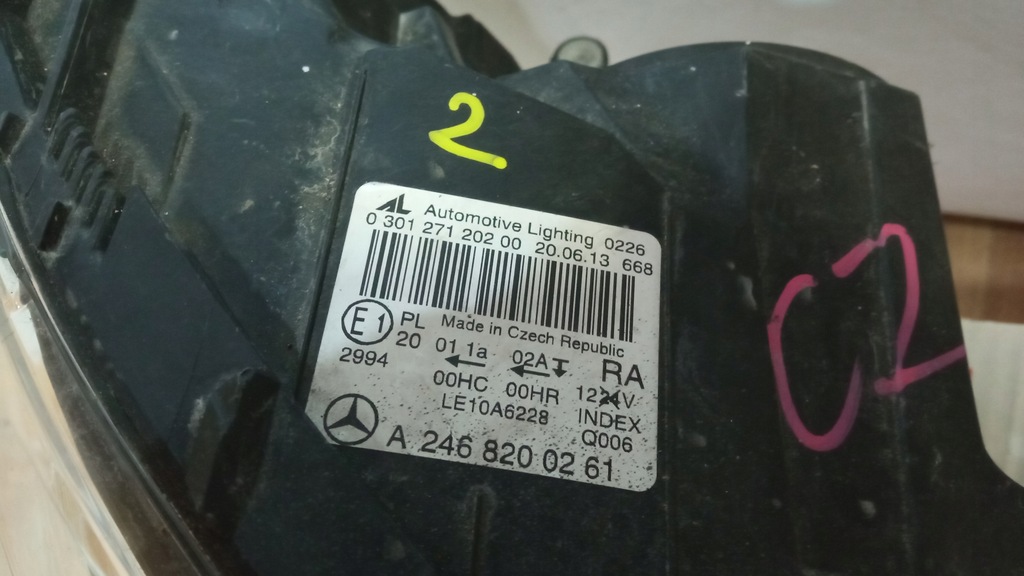 2
AL Automotive Lighting 0226
0 301 271 202 00 20.06.13 668
E1 PL Made in Czech Republic
20 01 1a 02A RA
2994
00HC 00HR 1224V
LE10A6228 INDEX
Q006
A 246 820 02 61
C2